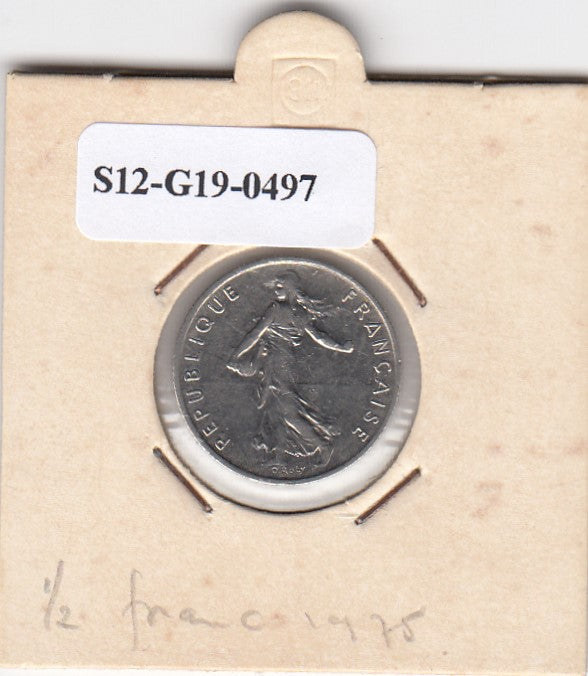 S12-G19-0497
REPUBLIQUE FRANÇAISE
O.Roty
1/2 franc 1975